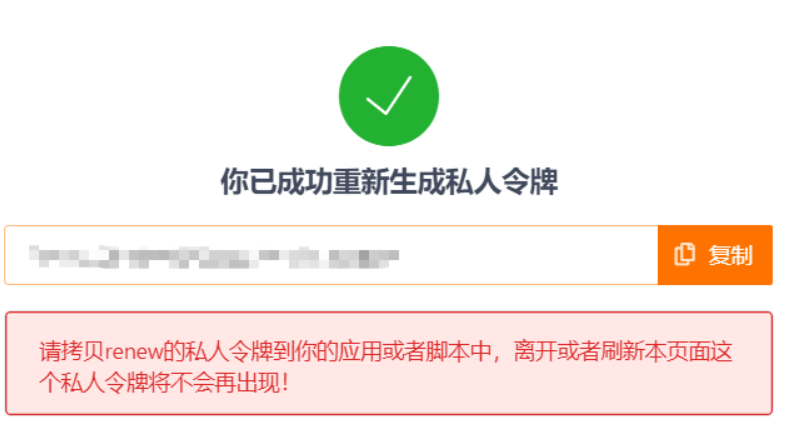 你已成功重新生成私人令牌
复制
请拷贝renew的私人令牌到你的应用或者脚本中，离开或者刷新本页面这
个私人令牌将不会再出现！